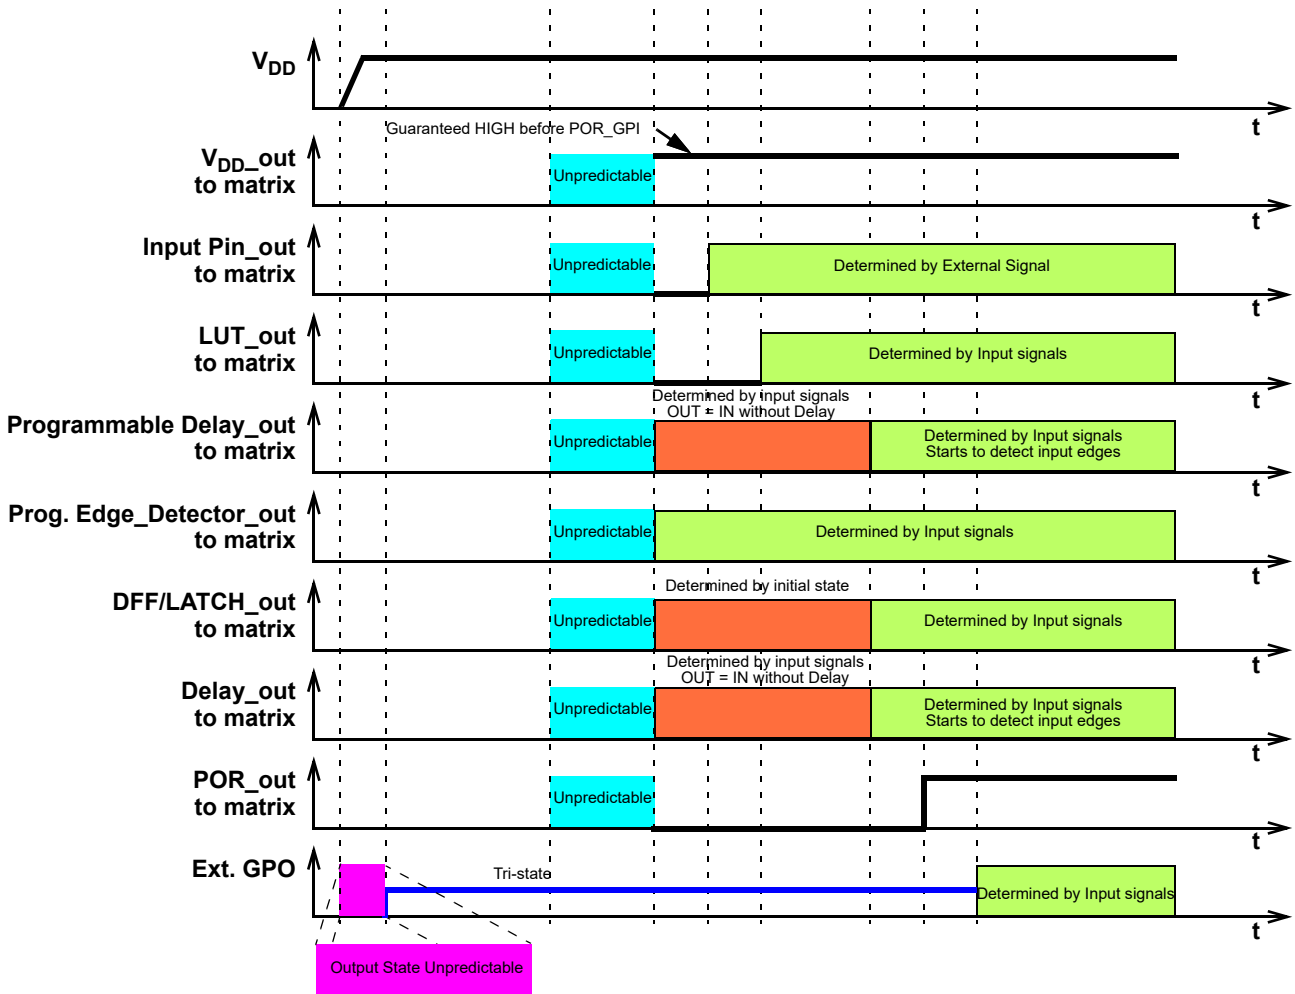 VDD
t
Guaranteed HIGH before POR_GPI
VDD_out
to matrix
Unpredictable
t
Input Pin_out
to matrix
Unpredictable
Determined by External Signal
t
LUT_out
to matrix
Unpredictable
Determined by Input signals
t
Determined by input signals
OUT = IN without Delay
Programmable Delay_out
to matrix
Unpredictable
Determined by Input signals
Starts to detect input edges
t
Prog. Edge_Detector_out
to matrix
Unpredictable
Determined by Input signals
t
Determined by initial state
DFF/LATCH_out
to matrix
Unpredictable
Determined by Input signals
t
Determined by input signals
OUT = IN without Delay
Delay_out
to matrix
Unpredictable
Determined by Input signals
Starts to detect input edges
t
POR_out
to matrix
Unpredictable
t
Ext. GPO
Tri-state
Determined by Input signals
t
Output State Unpredictable